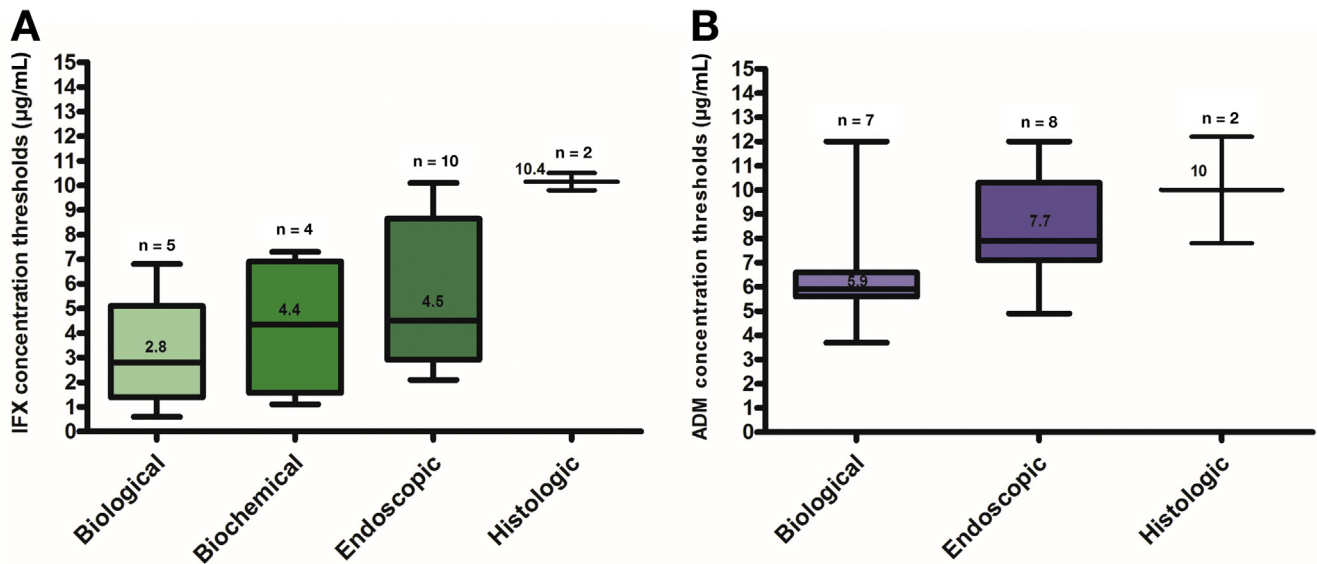 A
IFX concentration thresholds (µg/mL)
15
14
13
12
11
10
9
8
7
6
5
4
3
2
1
0
n = 5
2.8
n = 4
4.4
n = 10
4.5
n = 2
10.4
Biological
Biochemical
Endoscopic
Histologic
B
ADM concentration thresholds (µg/mL)
15
14
13
12
11
10
9
8
7
6
5
4
3
2
1
0
n = 7
5.9
n = 8
7.7
n = 2
10
Biological
Endoscopic
Histologic